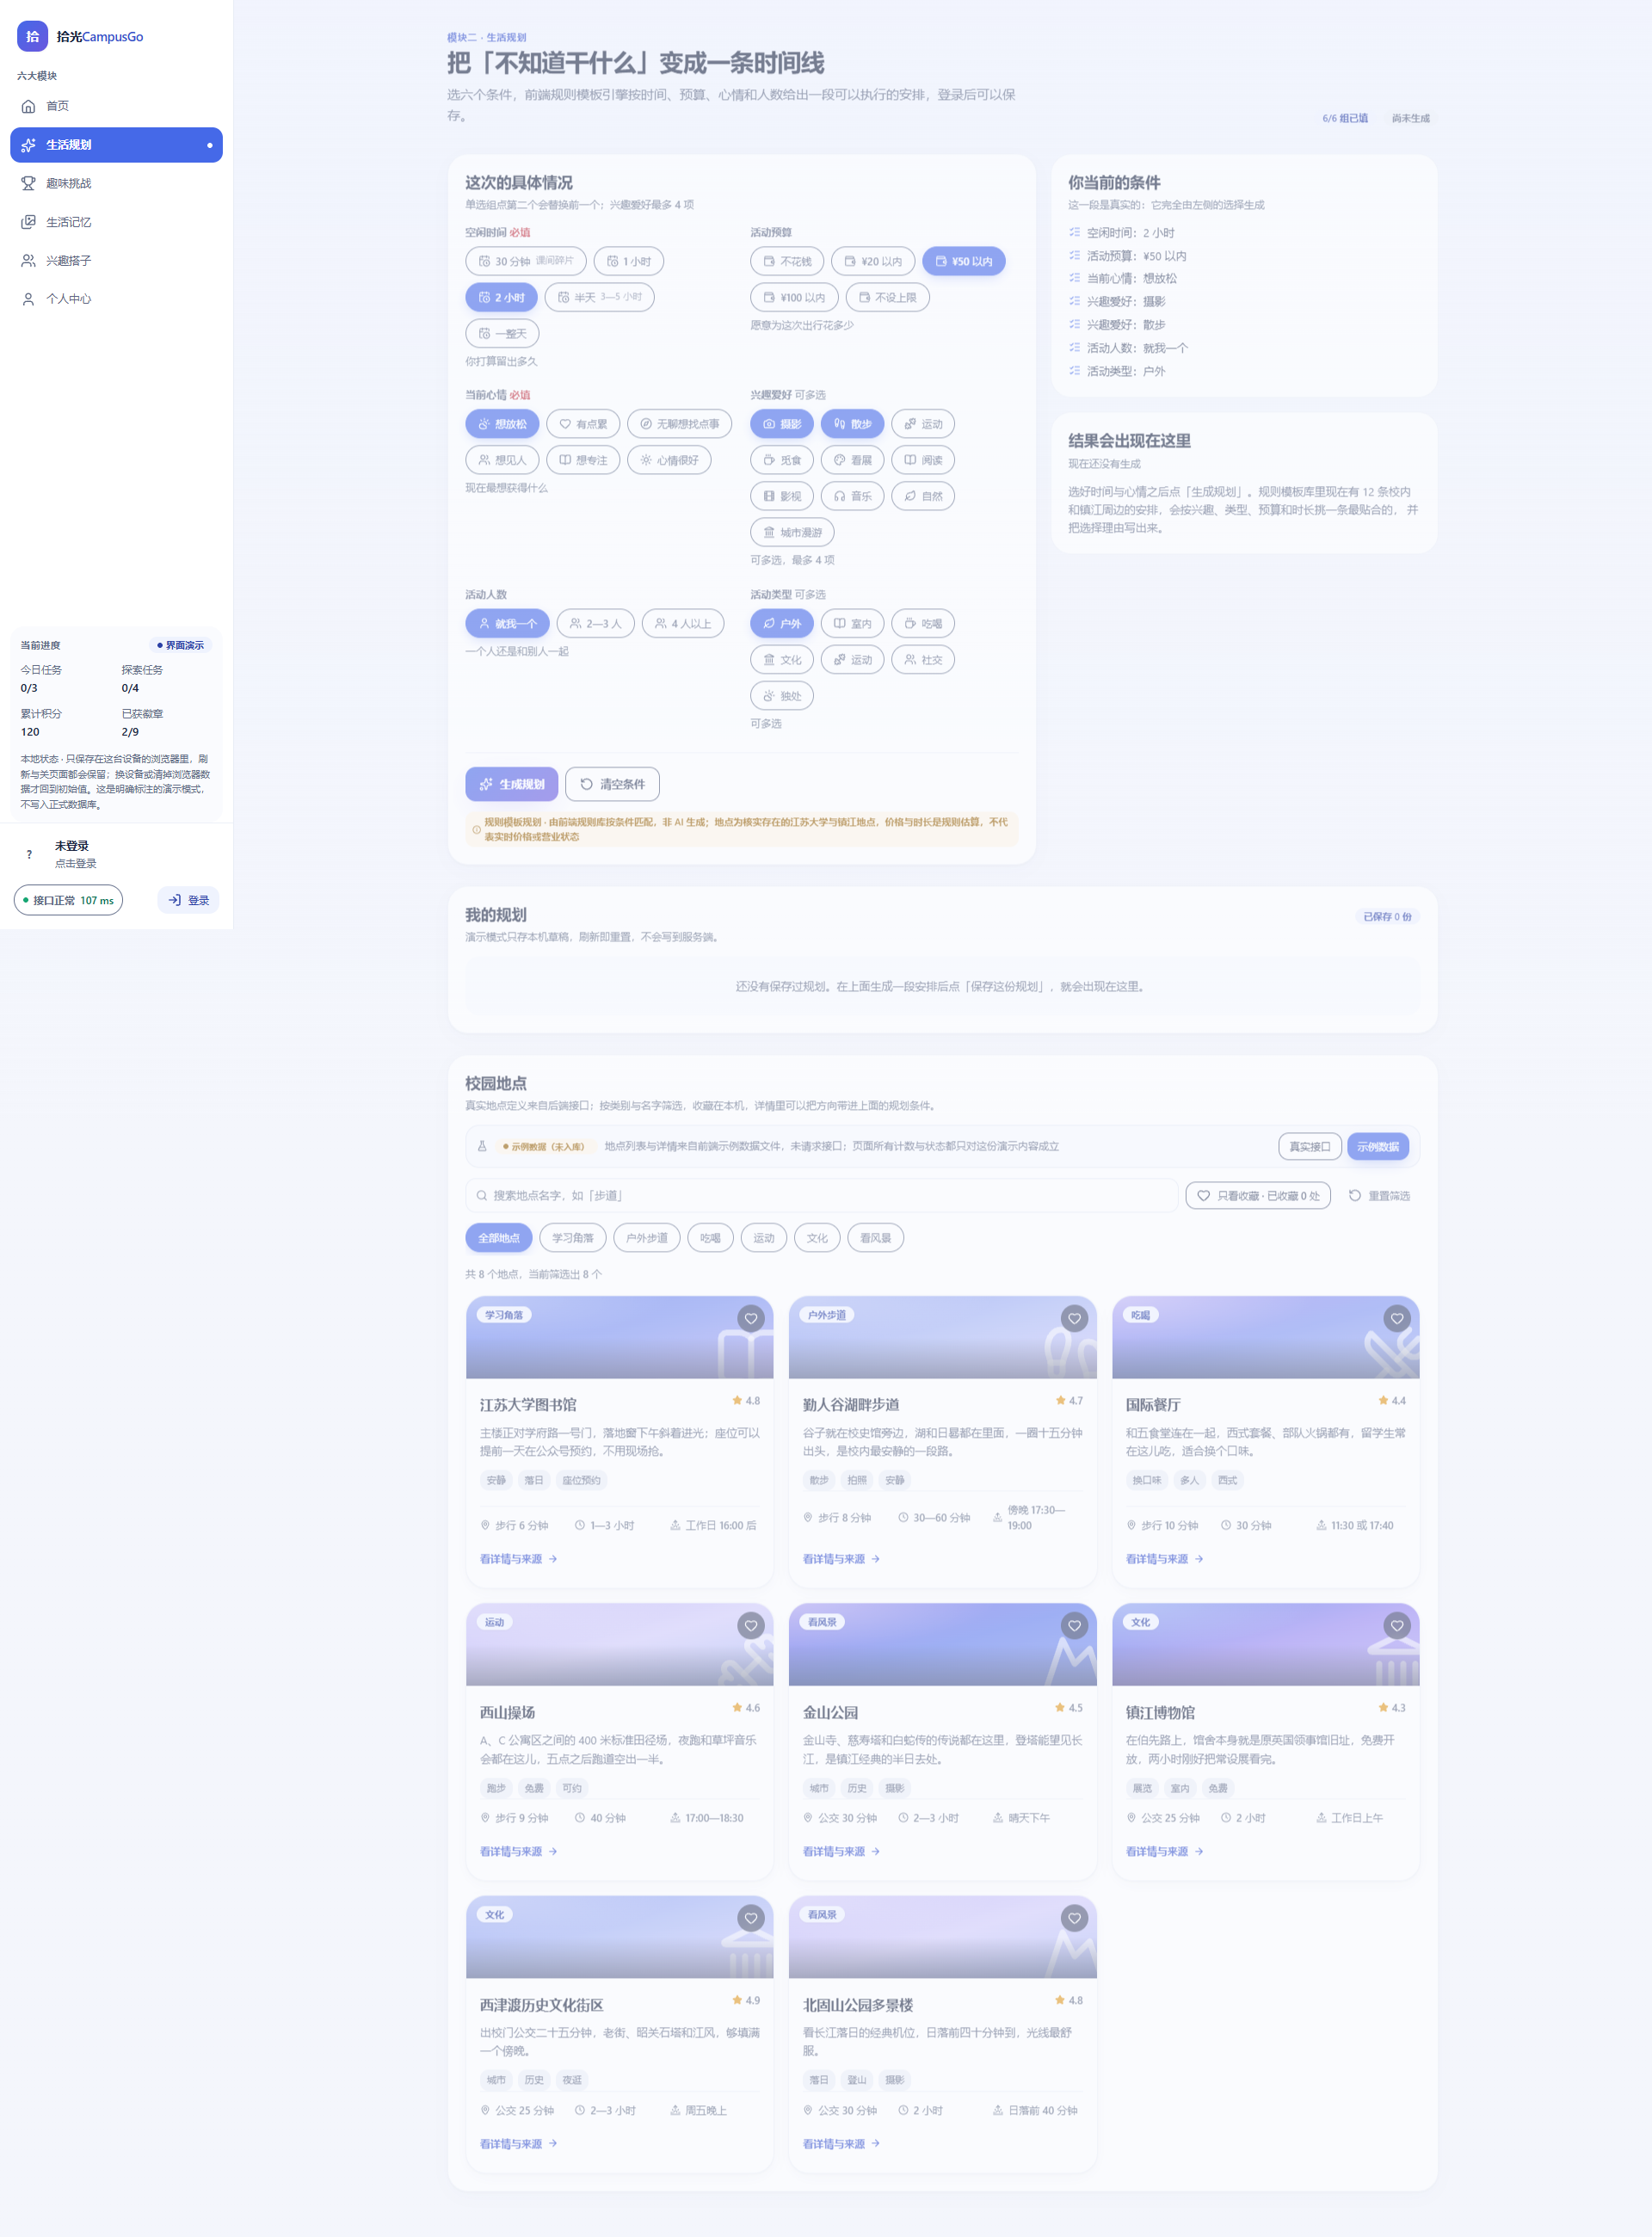 拾 拾光CampusGo
六大模块
首页
生活规划
趣味挑战
生活记忆
兴趣搭子
个人中心
当前进度 界面演示
今日任务 探索任务
0/3 0/4
累计积分 已获徽章
120 2/9
本地状态 · 只保存在这台设备的浏览器里，刷
新与关页面都会保留；换设备或清掉浏览器数
据才回到初始值。这是明确标注的演示模式，
不写入正式数据库。
? 未登录
点击登录
接口正常 107 ms 登录
模块二 · 生活规划
把「不知道干什么」变成一条时间线
选六个条件，前端规则模板引擎按时间、预算、心情和人数给出一段可以执行的安排，登录后可以保
存。
6/6 组已填 尚未生成
这次的具体情况
单选组点第二个会替换前一个；兴趣爱好最多 4 项
空闲时间 必填
30 分钟 课间碎片 1 小时
2 小时 半天 3—5 小时
一整天
你打算留出多久
活动预算
不花钱 ¥20 以内 ¥50 以内
¥100 以内 不设上限
愿意为这次出行花多少
当前心情 必填
想放松 有点累 无聊想找点事
想见人 想专注 心情很好
现在最想获得什么
兴趣爱好 可多选
摄影 散步 运动
觅食 看展 阅读
影视 音乐 自然
城市漫游
可多选，最多 4 项
活动人数
就我一个 2—3 人 4 人以上
一个人还是和别人一起
活动类型 可多选
户外 室内 吃喝
文化 运动 社交
独处
可多选
生成规划 清空条件
规则模板规划 · 由前端规则库按条件匹配，非 AI 生成；地点为核实存在的江苏大学与镇江地点，价格与时长是规则估算，不代
表实时价格或营业状态
你当前的条件
这一段是真实的：它完全由左侧的选择生成
空闲时间：2 小时
活动预算：¥50 以内
当前心情：想放松
兴趣爱好：摄影
兴趣爱好：散步
活动人数：就我一个
活动类型：户外
结果会出现在这里
现在还没有生成
选好时间与心情之后点「生成规划」。规则模板库里现在有 12 条校内
和镇江周边的安排，会按兴趣、类型、预算和时长挑一条最贴合的， 并
把选择理由写出来。
我的规划
演示模式只存本机草稿，刷新即重置，不会写到服务端。
已保存 0 份
还没有保存过规划。在上面生成一段安排后点「保存这份规划」，就会出现在这里。
校园地点
真实地点定义来自后端接口；按类别与名字筛选，收藏在本机，详情里可以把方向带进上面的规划条件。
示例数据（未入库） 地点列表与详情来自前端示例数据文件，未请求接口；页面所有计数与状态都只对这份演示内容成立 真实接口 示例数据
搜索地点名字，如「步道」 只看收藏 · 已收藏 0 处 重置筛选
全部地点 学习角落 户外步道 吃喝 运动 文化 看风景
共 8 个地点，当前筛选出 8 个
学习角落
江苏大学图书馆 4.8
主楼正对学府路一号门，落地窗下午斜着进光；座位可以
提前一天在公众号预约，不用现场抢。
安静 落日 座位预约
步行 6 分钟 1—3 小时 工作日 16:00 后
看详情与来源
户外步道
勤人谷湖畔步道 4.7
谷子就在校史馆旁边，湖和日晷都在里面，一圈十五分钟
出头，是校内最安静的一段路。
散步 拍照 安静
步行 8 分钟 30—60 分钟 傍晚 17:30—
19:00
看详情与来源
吃喝
国际餐厅 4.4
和五食堂连在一起，西式套餐、部队火锅都有，留学生常
在这儿吃，适合换个口味。
换口味 多人 西式
步行 10 分钟 30 分钟 11:30 或 17:40
看详情与来源
运动
西山操场 4.6
A、C 公寓区之间的 400 米标准田径场，夜跑和草坪音乐
会都在这儿，五点之后跑道空出一半。
跑步 免费 可约
步行 9 分钟 40 分钟 17:00—18:30
看详情与来源
看风景
金山公园 4.5
金山寺、慈寿塔和白蛇传的传说都在这里，登塔能望见长
江，是镇江经典的半日去处。
城市 历史 摄影
公交 30 分钟 2—3 小时 晴天下午
看详情与来源
文化
镇江博物馆 4.3
在伯先路上，馆舍本身就是原英国领事馆旧址，免费开
放，两小时刚好把常设展看完。
展览 室内 免费
公交 25 分钟 2 小时 工作日上午
看详情与来源
文化
西津渡历史文化街区 4.9
出校门公交二十五分钟，老街、昭关石塔和江风，够填满
一个傍晚。
城市 历史 夜逛
公交 25 分钟 2—3 小时 周五晚上
看详情与来源
看风景
北固山公园多景楼 4.8
看长江落日的经典机位，日落前四十分钟到，光线最舒
服。
落日 登山 摄影
公交 30 分钟 2 小时 日落前 40 分钟
看详情与来源